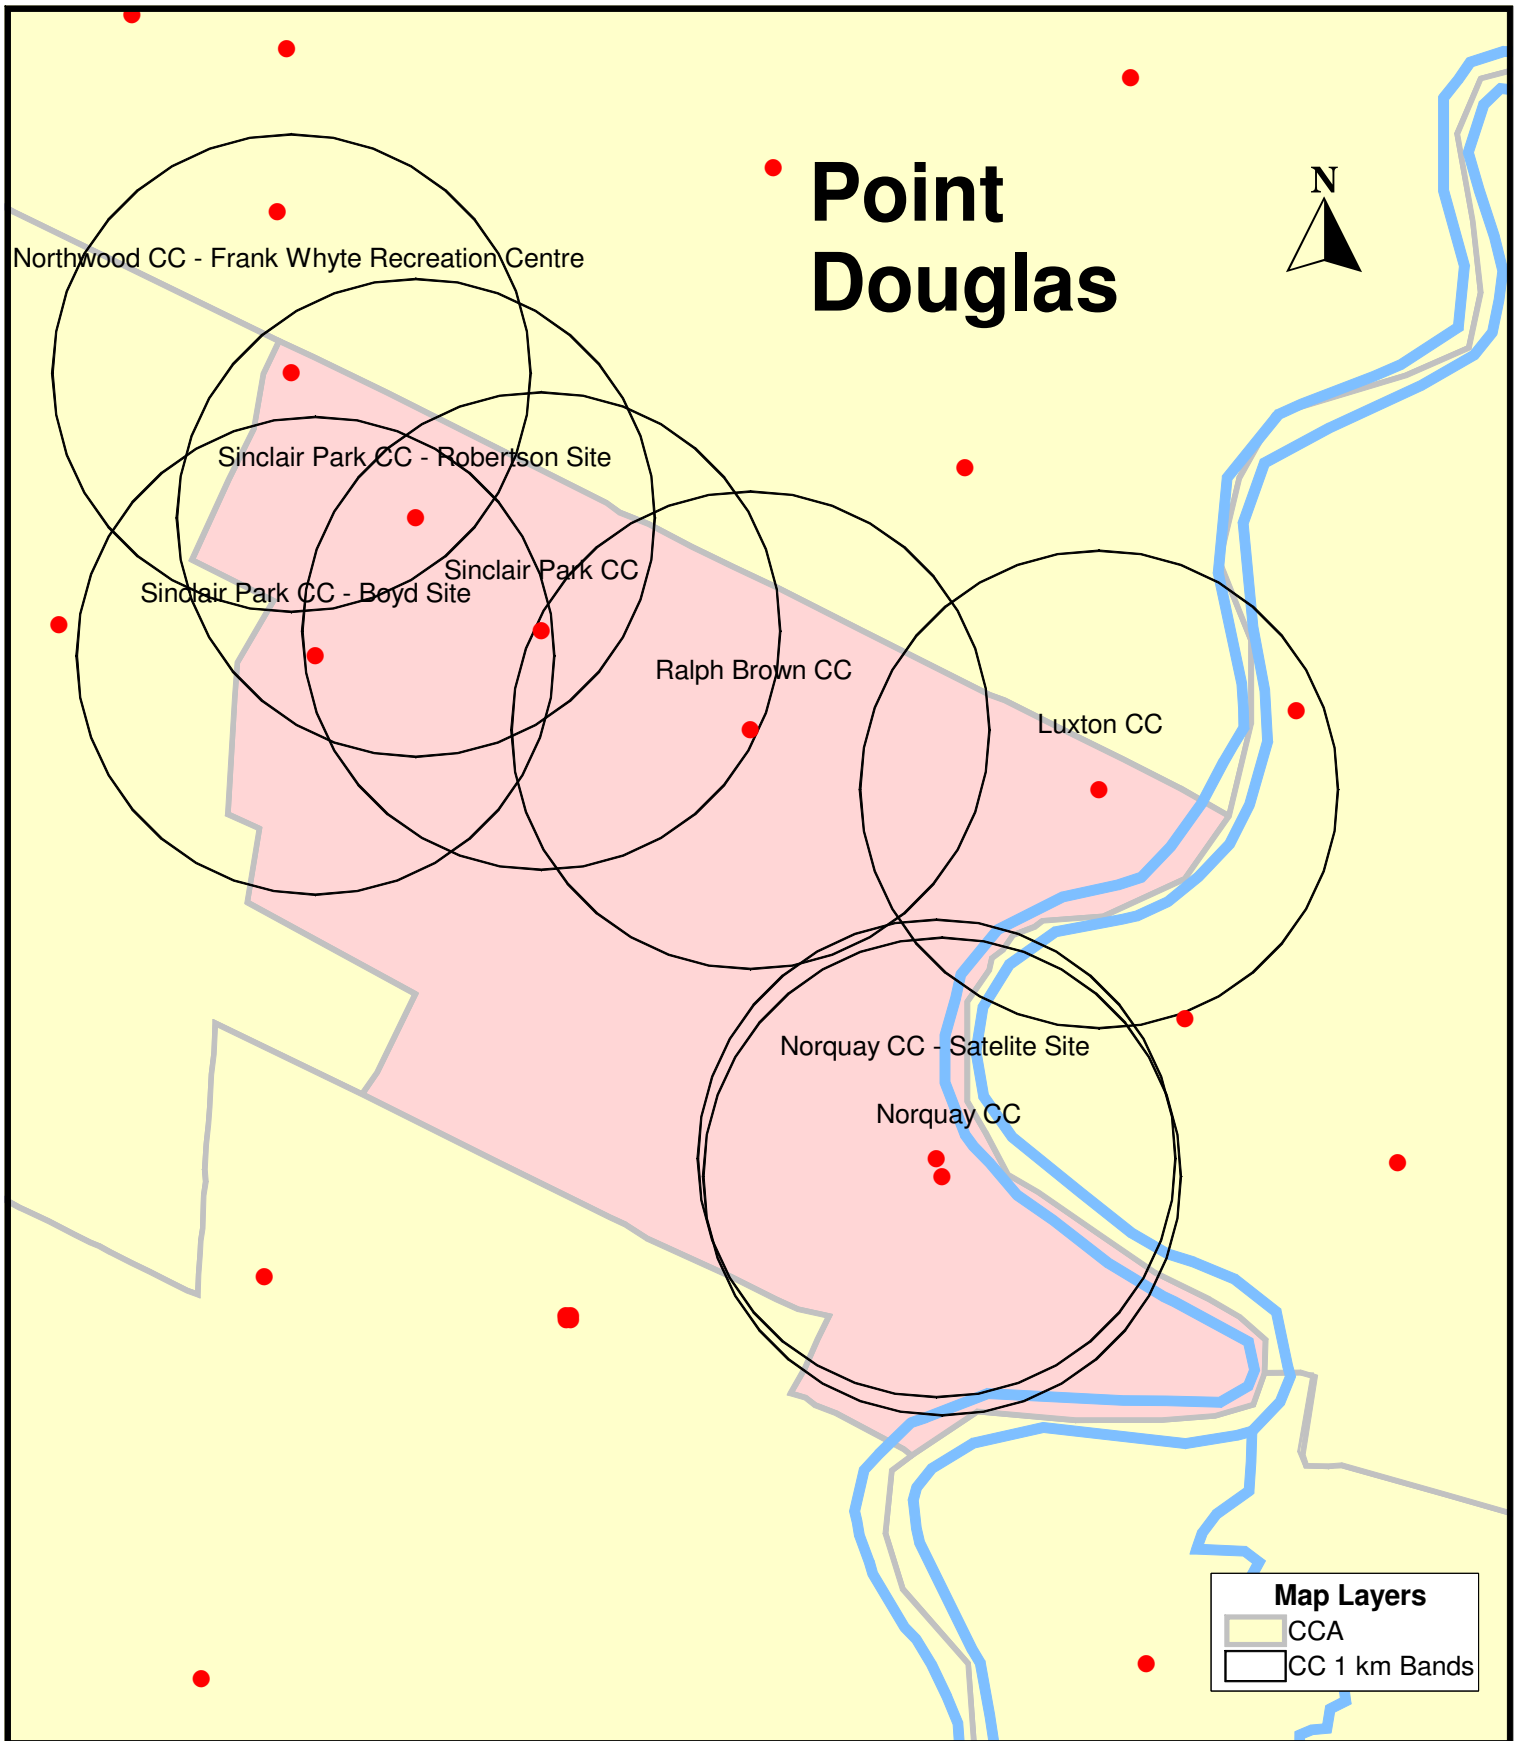 Point
Douglas
N
Northwood CC - Frank Whyte Recreation Centre
Sinclair Park CC - Robertson Site
Sinclair Park CC
Sinclair Park CC - Boyd Site
Ralph Brown CC
Luxton CC
Norquay CC - Satelite Site
Norquay CC
Map Layers
CCA
CC 1 km Bands